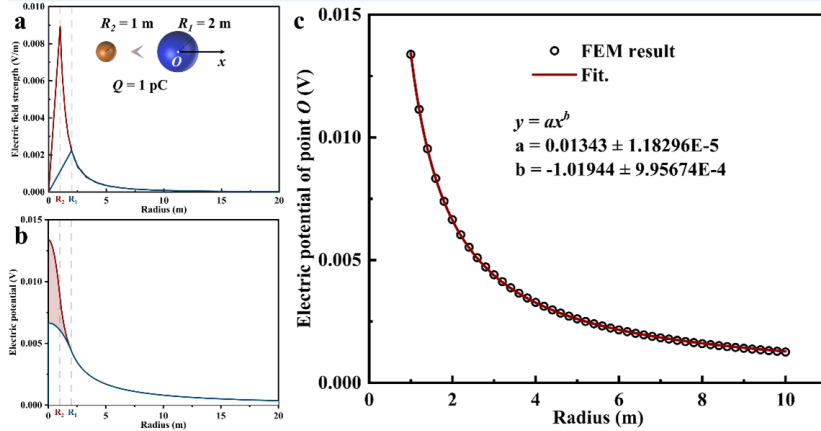 a
R₂ = 1 m
R₁ = 2 m
<
O
x
Q = 1 pC
Electric field strength (V/m)
0.010
0.008
0.006
0.004
0.002
0.000
0 R₂ R₁ 5 10 15 20
Radius (m)
b
Electric potential (V)
0.015
0.010
0.005
0.000
0 R₂ R₁ 5 10 15 20
Radius (m)
c
Electric potential of point O (V)
0.015
0.010
0.005
0.000
FEM result
Fit.
y = axᵇ
a = 0.01343 ± 1.18296E-5
b = -1.01944 ± 9.95674E-4
0 2 4 6 8 10
Radius (m)